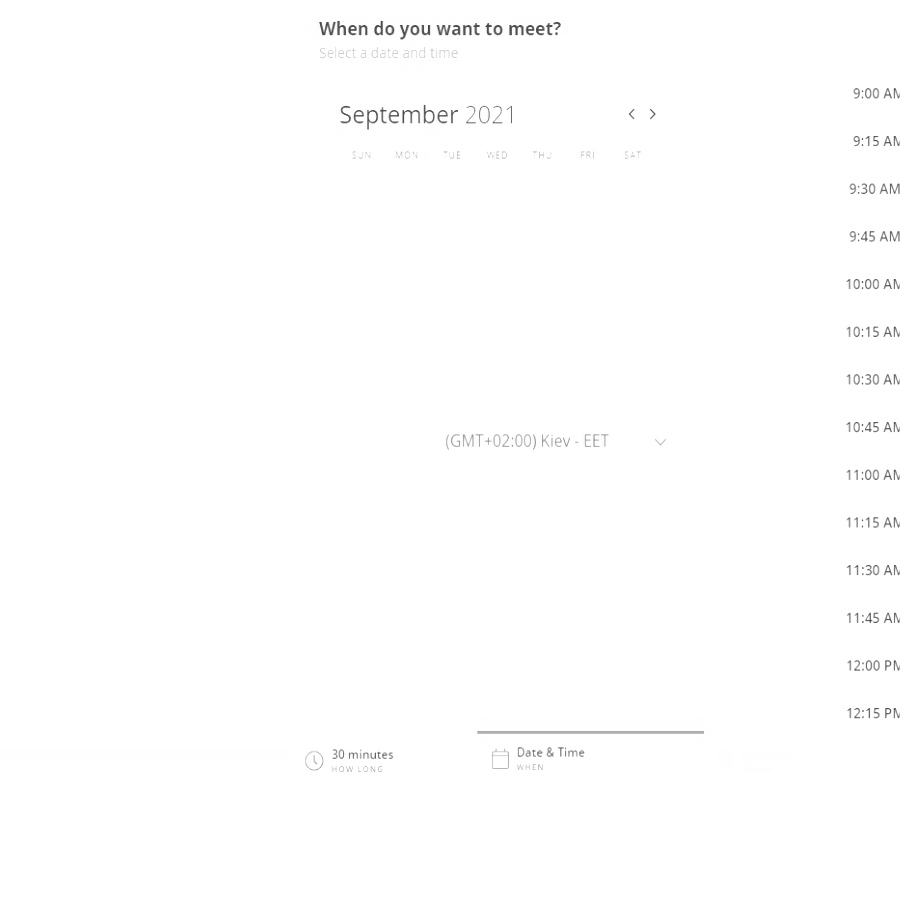 When do you want to meet?
Select a date and time
September 2021
SUN MON TUE WED THU FRI SAT
(GMT+02:00) Kiev - EET
9:00 AM
9:15 AM
9:30 AM
9:45 AM
10:00 AM
10:15 AM
10:30 AM
10:45 AM
11:00 AM
11:15 AM
11:30 AM
11:45 AM
12:00 PM
12:15 PM
30 minutes
HOW LONG
Date & Time
WHEN